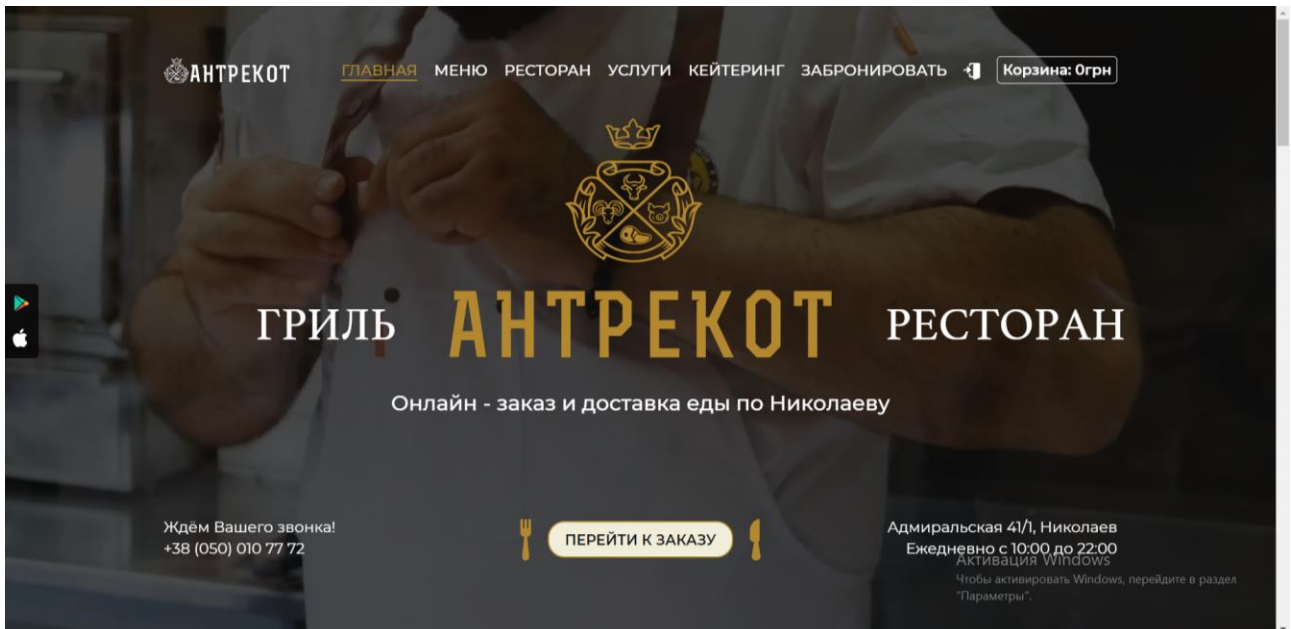 АНТРЕКОТ
ГЛАВНАЯ МЕНЮ РЕСТОРАН УСЛУГИ КЕЙТЕРИНГ ЗАБРОНИРОВАТЬ Корзина: 0грн
ГРИЛЬ АНТРЕКОТ РЕСТОРАН
Онлайн - заказ и доставка еды по Николаеву
Ждём Вашего звонка!
+38 (050) 010 77 72
ПЕРЕЙТИ К ЗАКАЗУ
Адмиральская 41/1, Николаев
Ежедневно с 10:00 до 22:00
Активация Windows
Чтобы активировать Windows, перейдите в раздел
"Параметры".